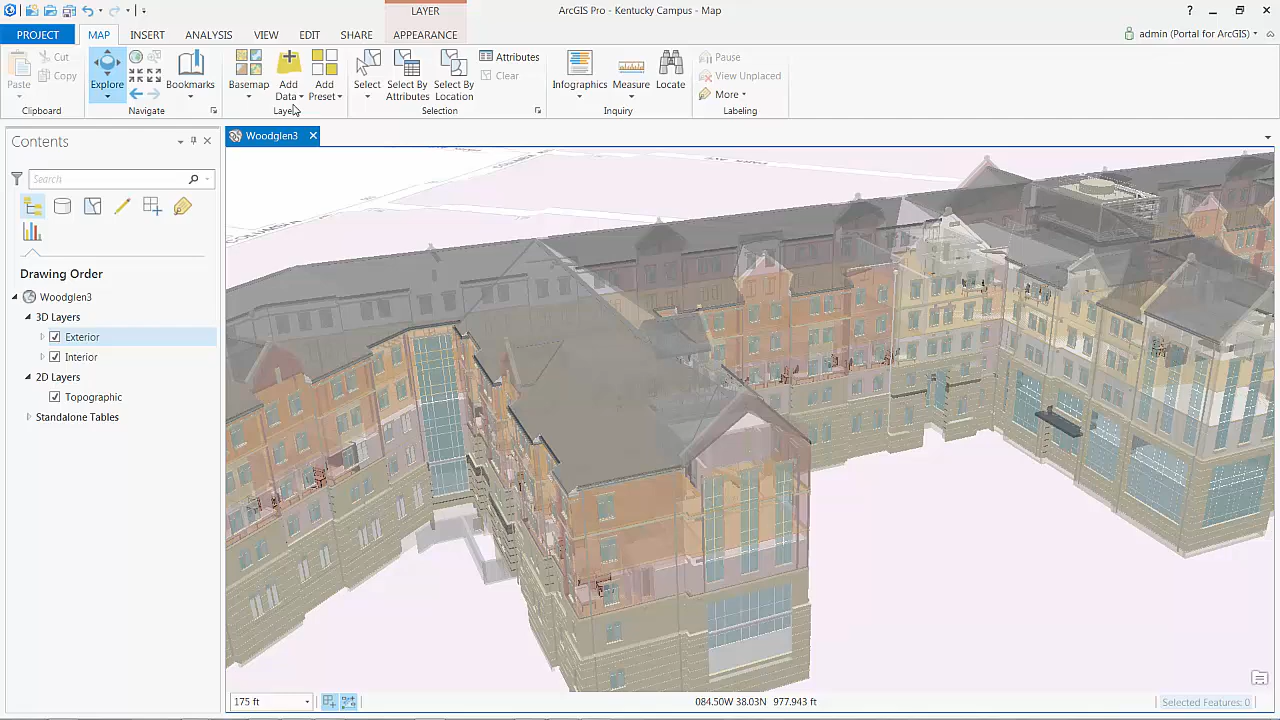 LAYER
ArcGIS Pro - Kentucky Campus - Map
PROJECT
MAP
INSERT
ANALYSIS
VIEW
EDIT
SHARE
APPEARANCE
admin (Portal for ArcGIS)
Paste
Cut
Copy
Clipboard
Explore
Bookmarks
Navigate
Basemap
Add
Data
Add
Preset
Layers
Select
Select By
Attributes
Select By
Location
Attributes
Clear
Selection
Infographics
Measure
Locate
Inquiry
Pause
View Unplaced
More
Labeling
Contents
Search
Drawing Order
Woodglen3
3D Layers
Exterior
Interior
2D Layers
Topographic
Standalone Tables
Woodglen3
175 ft
084.50W 38.03N 977.943 ft
Selected Features: 0